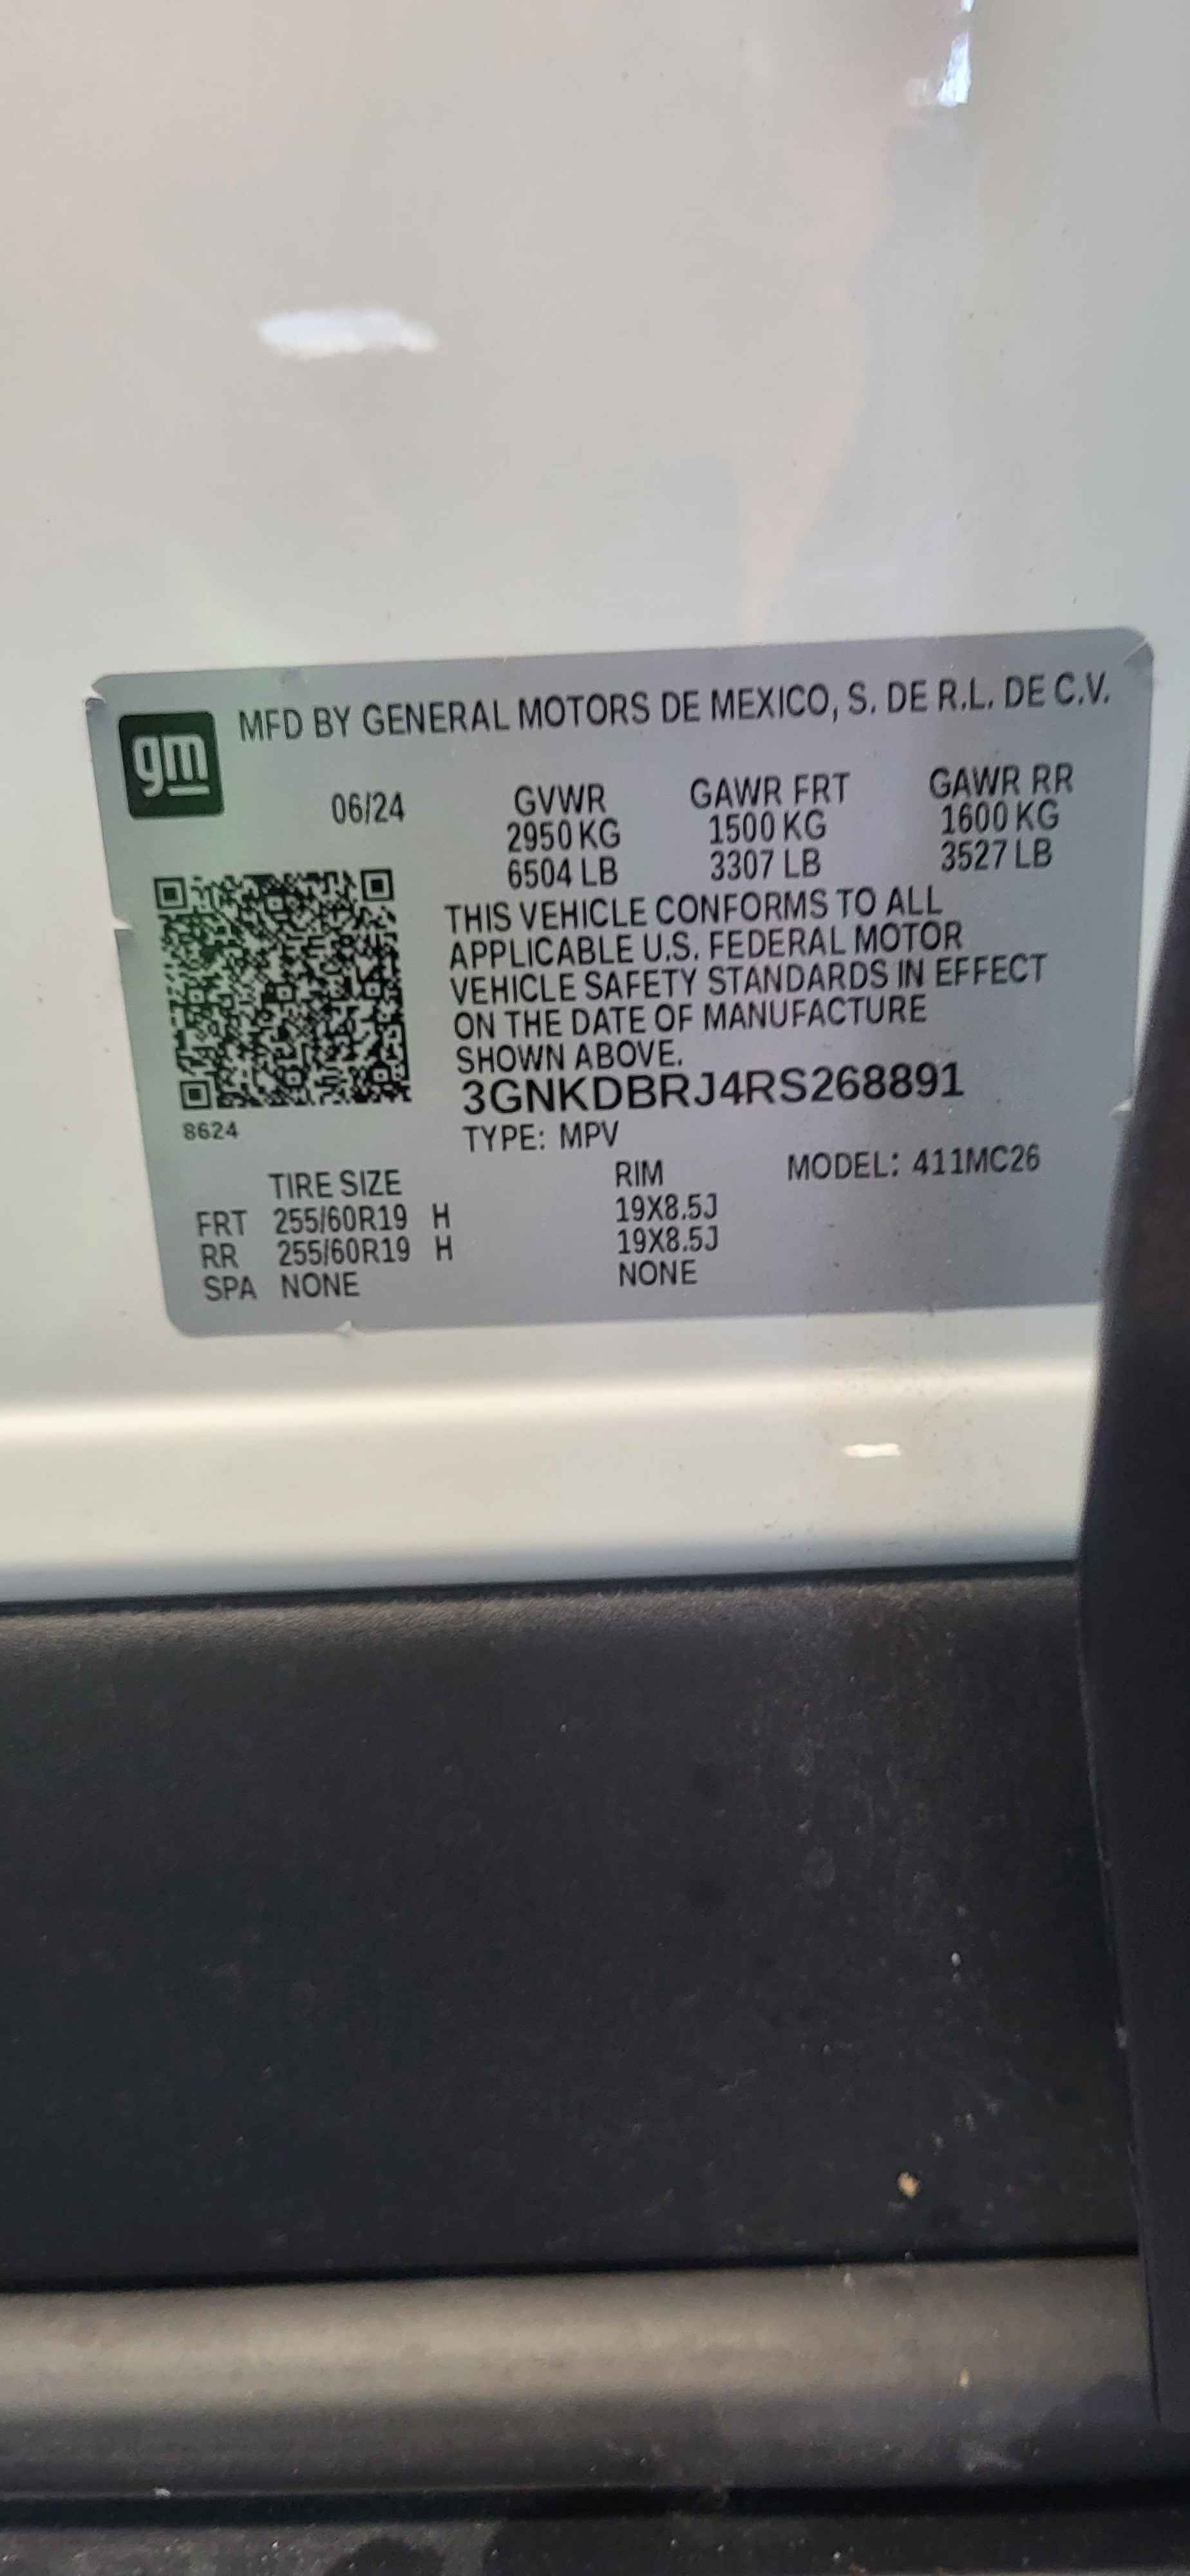 gm MFD BY GENERAL MOTORS DE MEXICO, S. DE R.L. DE C.V.
06/24 GVWR GAWR FRT GAWR RR
2950 KG 1500 KG 1600 KG
6504 LB 3307 LB 3527 LB
THIS VEHICLE CONFORMS TO ALL
APPLICABLE U.S. FEDERAL MOTOR
VEHICLE SAFETY STANDARDS IN EFFECT
ON THE DATE OF MANUFACTURE
SHOWN ABOVE.
3GNKDBRJ4RS268891
8624
TYPE: MPV
MODEL: 411MC26
TIRE SIZE RIM
FRT 255/60R19 H 19X8.5J
RR 255/60R19 H 19X8.5J
SPA NONE NONE